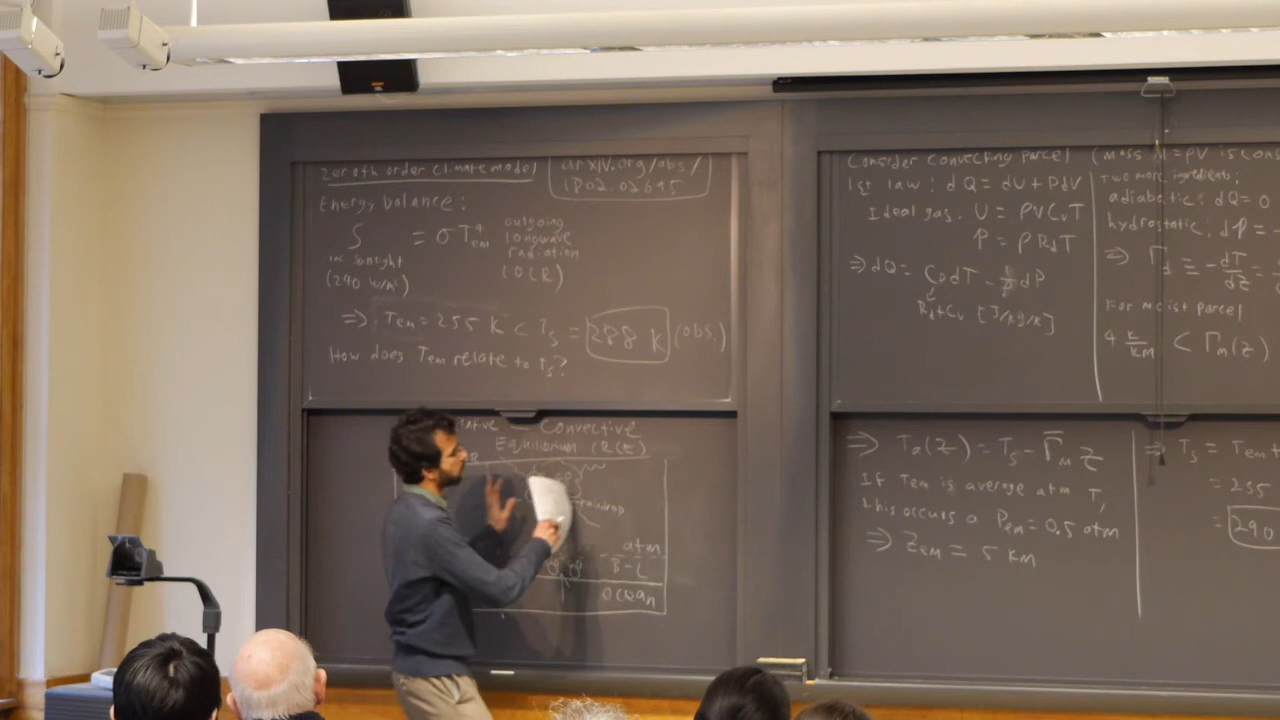 Zeroth order climate model
arXiv.org/abs/
1802.02695
Energy balance:
S = σT⁴em
outgoing
longwave
radiation
(OLR)
inc sunlight
(240 W/m²)
⇒ Tem = 255 K < Ts = 288 K (obs.)
How does Tem relate to Ts?
Convective
Equilibrium (RCE)
raindrop
atm
B-L
ocean
Consider convecting parcel (mass M = ρV is
1st law: dQ = dU + PdV
Ideal gas. U = ρVCvT
P = ρRdT
⇒ dQ = CpdT - dP
Rd+Cv [J/kg/K]
Two more ingredients:
adiabatic: dQ = 0
hydrostatic: dP = -
⇒ Γd ≡ -dT/dz =
For moist parcel
4 K/km < Γm(z)
⇒ Ta(z) = Ts - Γ̅m z
If Tem is average atm T,
this occurs a Pem = 0.5 atm
⇒ Zem = 5 km
⇒ Ts = Tem +
= 255
= 290